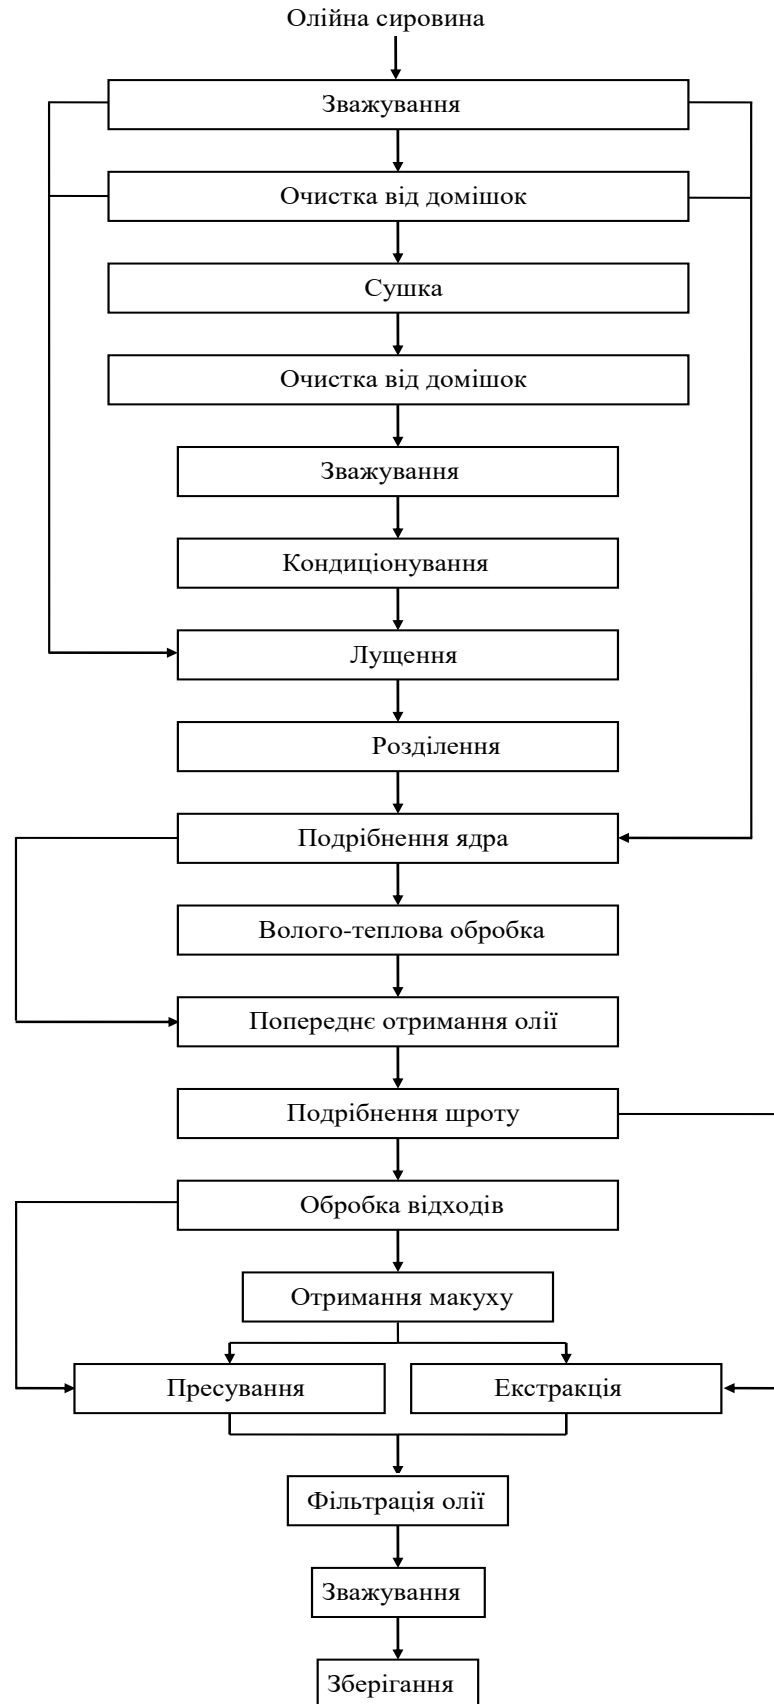 Олійна сировина
Зважування
Очистка від домішок
Сушка
Очистка від домішок
Зважування
Кондиціонування
Лущення
Розділення
Подрібнення ядра
Волого-теплова обробка
Попереднє отримання олії
Подрібнення шроту
Обробка відходів
Отримання макуху
Пресування
Екстракція
Фільтрація олії
Зважування
Зберігання